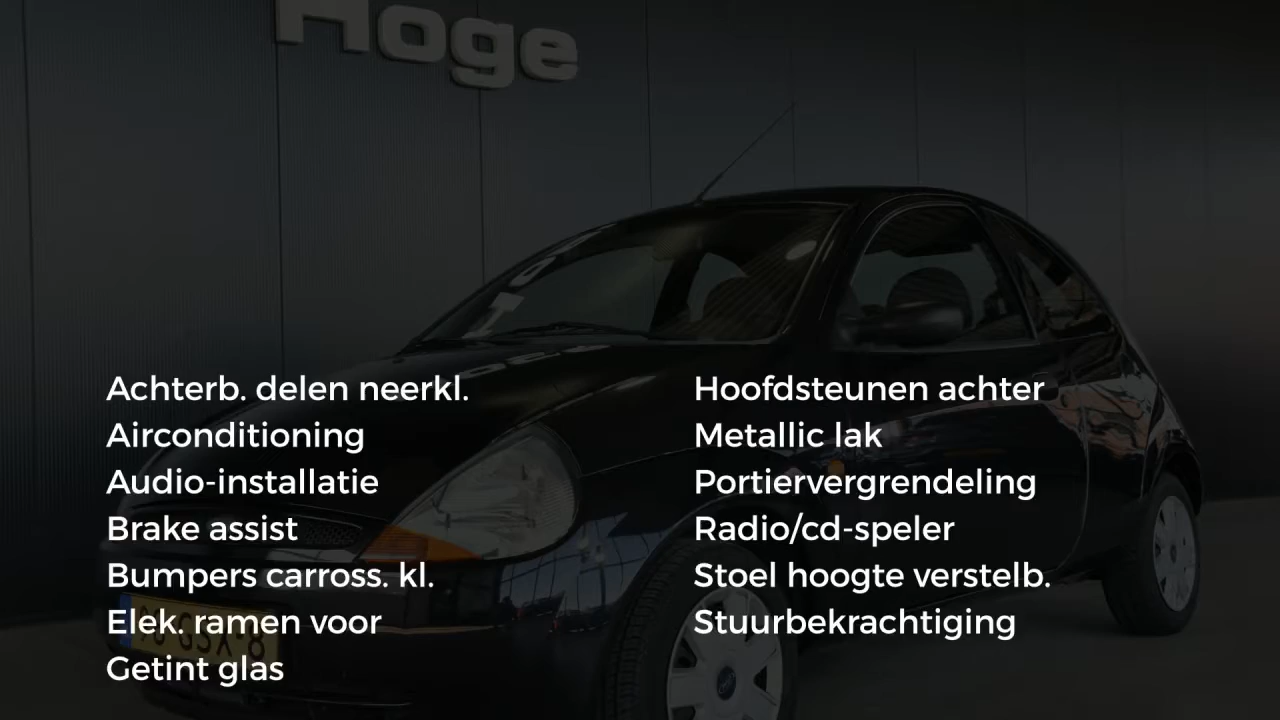 Hoge
Achterb. delen neerkl.
Airconditioning
Audio-installatie
Brake assist
Bumpers carross. kl.
Elek. ramen voor
Getint glas
Hoofdsteunen achter
Metallic lak
Portiervergrendeling
Radio/cd-speler
Stoel hoogte verstelb.
Stuurbekrachtiging